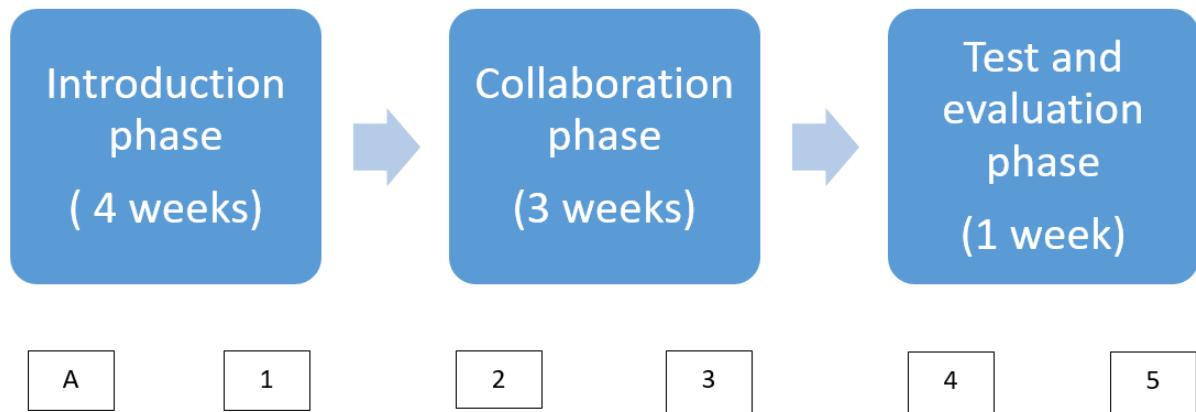 Introduction
phase
( 4 weeks)
Collaboration
phase
(3 weeks)
Test and
evaluation
phase
(1 week)
A
1
2
3
4
5